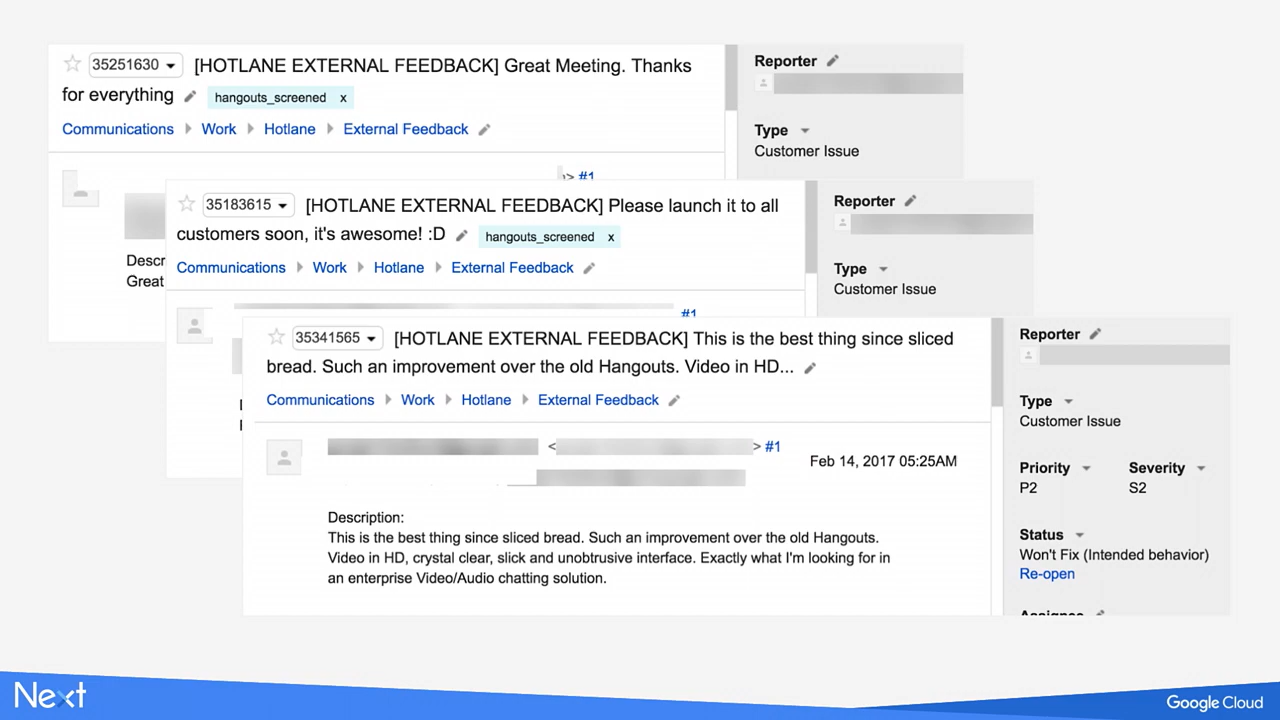 35251630 [HOTLANE EXTERNAL FEEDBACK] Great Meeting. Thanks
for everything hangouts_screened x
Communications Work Hotlane External Feedback
> #1
Descr
Great
Reporter
Type
Customer Issue
35183615 [HOTLANE EXTERNAL FEEDBACK] Please launch it to all
customers soon, it's awesome! :D hangouts_screened x
Communications Work Hotlane External Feedback
#1
Reporter
Type
Customer Issue
35341565 [HOTLANE EXTERNAL FEEDBACK] This is the best thing since sliced
bread. Such an improvement over the old Hangouts. Video in HD...
Communications Work Hotlane External Feedback
< > #1
Feb 14, 2017 05:25AM
Description:
This is the best thing since sliced bread. Such an improvement over the old Hangouts.
Video in HD, crystal clear, slick and unobtrusive interface. Exactly what I'm looking for in
an enterprise Video/Audio chatting solution.
Reporter
Type
Customer Issue
Priority Severity
P2 S2
Status
Won't Fix (Intended behavior)
Re-open
Assignee
Next
Google Cloud